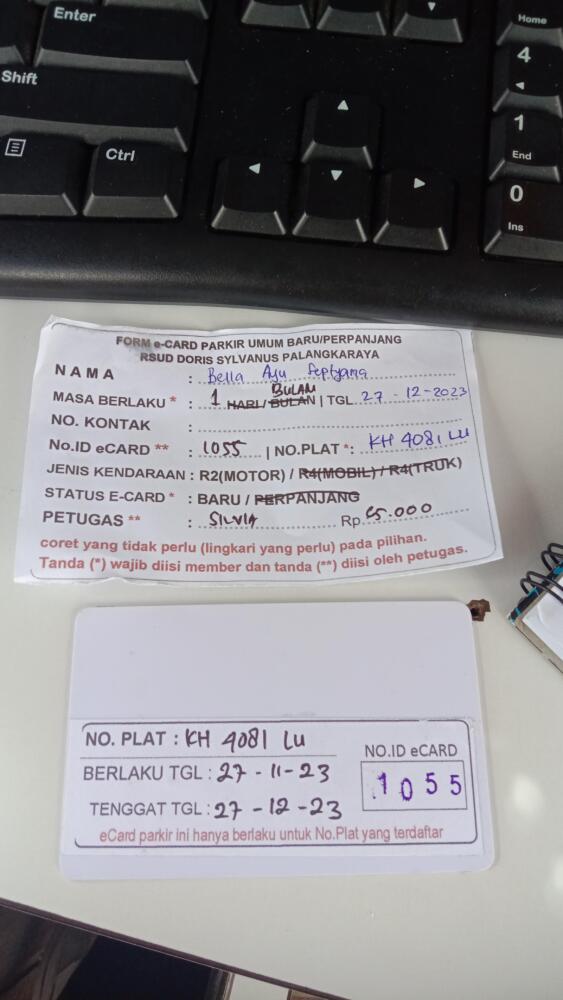 Enter
Home
Shift
4
1
End
Ctrl
0
Ins
FORM e-CARD PARKIR UMUM BARU/PERPANJANG
RSUD DORIS SYLVANUS PALANGKARAYA
NAMA : Bella Ayu Septyana
BULAN
MASA BERLAKU * : 1 HARI / BULAN | TGL. 27 - 12 - 2023
NO. KONTAK :
No.ID eCARD ** : 1055 | NO.PLAT *: KH 4081 LU
JENIS KENDARAAN : R2(MOTOR) / R4(MOBIL) / R4(TRUK)
STATUS E-CARD * : BARU / PERPANJANG
PETUGAS ** : SILVIA Rp. .000
coret yang tidak perlu (lingkari yang perlu) pada pilihan.
Tanda (*) wajib diisi member dan tanda (**) diisi oleh petugas.
NO. PLAT : KH 4081 LU
NO.ID eCARD
BERLAKU TGL : 27 - 11 - 23
1055
TENGGAT TGL : 27 - 12 - 23
eCard parkir ini hanya berlaku untuk No.Plat yang terdaftar